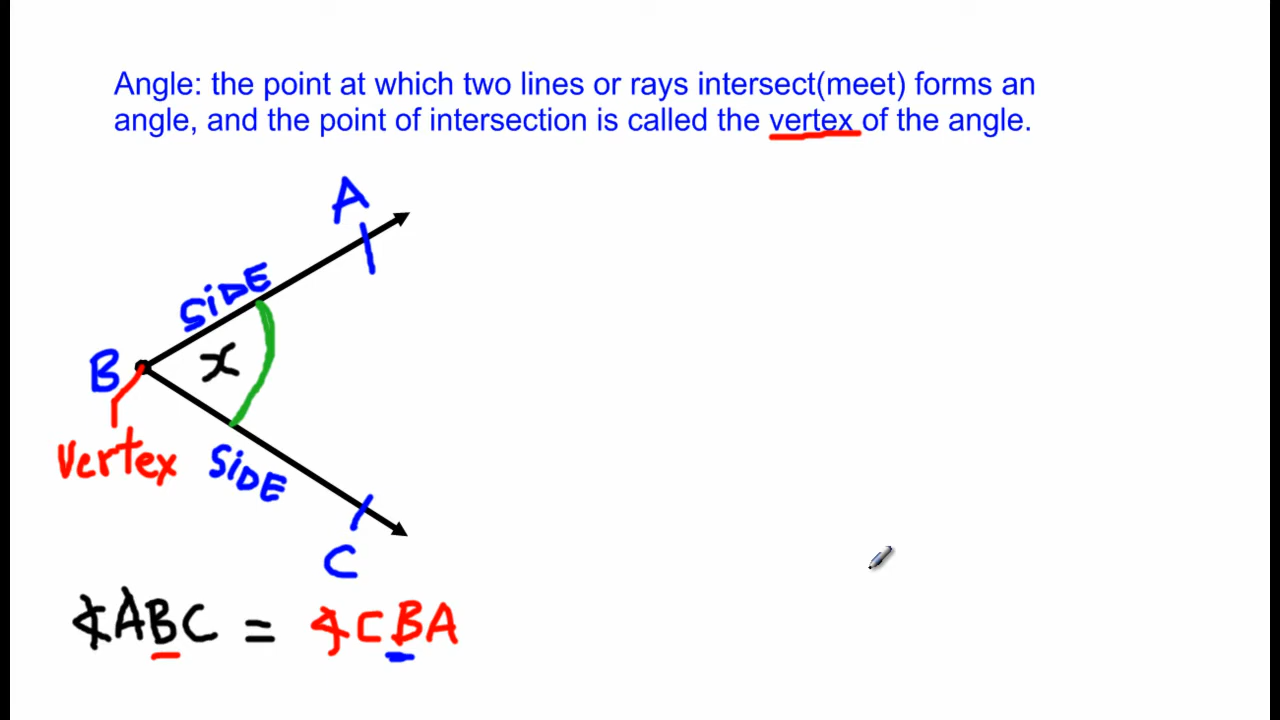 Angle: the point at which two lines or rays intersect(meet) forms an
angle, and the point of intersection is called the vertex of the angle.
A
SiDE
B
x
vertex
SiDE
C
∢ABC = ∢CBA